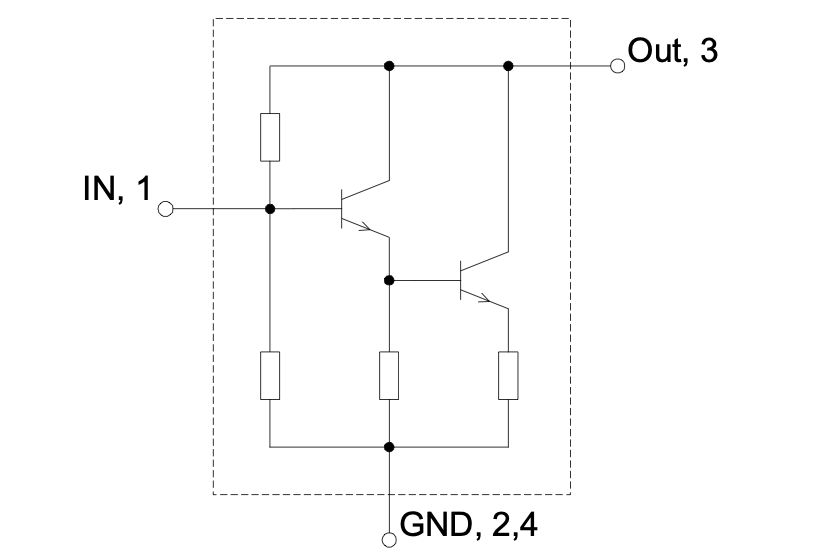 Out, 3
IN, 1
GND, 2,4